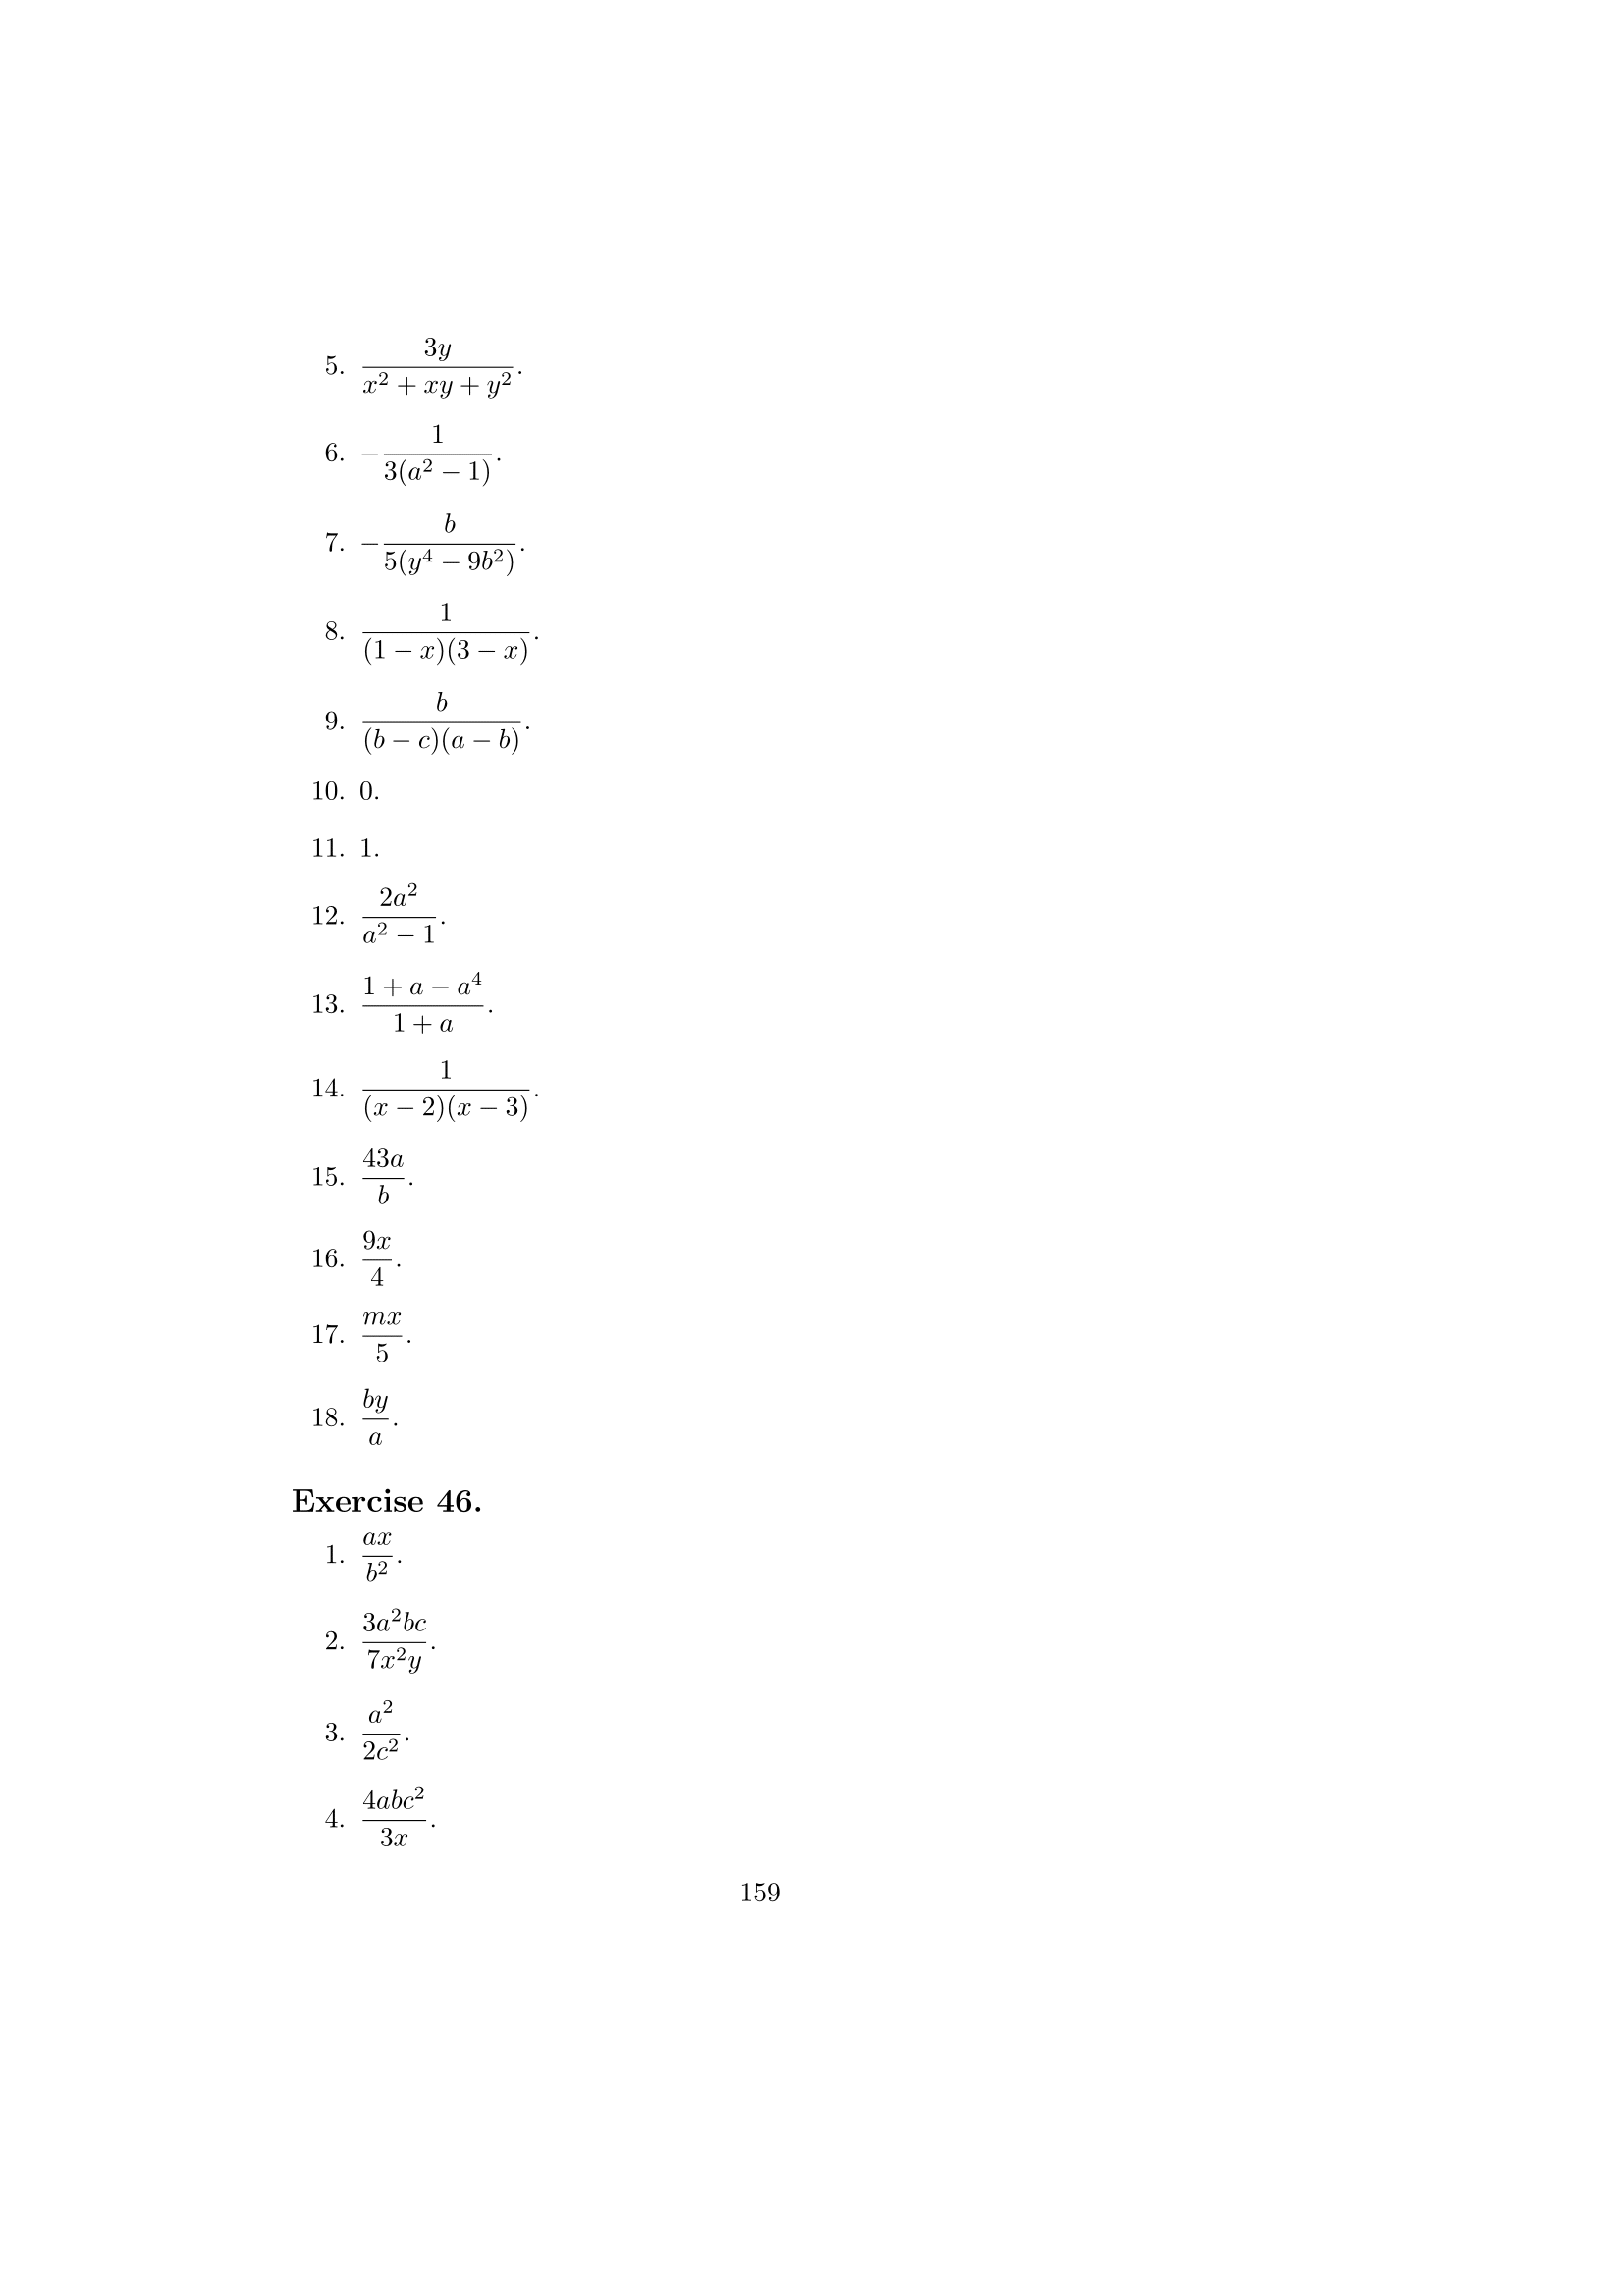 5. $\frac{3y}{x^2 + xy + y^2}$.
6. $-\frac{1}{3(a^2 - 1)}$.
7. $-\frac{b}{5(y^4 - 9b^2)}$.
8. $\frac{1}{(1 - x)(3 - x)}$.
9. $\frac{b}{(b - c)(a - b)}$.
10. 0.
11. 1.
12. $\frac{2a^2}{a^2 - 1}$.
13. $\frac{1 + a - a^4}{1 + a}$.
14. $\frac{1}{(x - 2)(x - 3)}$.
15. $\frac{43a}{b}$.
16. $\frac{9x}{4}$.
17. $\frac{mx}{5}$.
18. $\frac{by}{a}$.
Exercise 46.
1. $\frac{ax}{b^2}$.
2. $\frac{3a^2bc}{7x^2y}$.
3. $\frac{a^2}{2c^2}$.
4. $\frac{4abc^2}{3x}$.
159